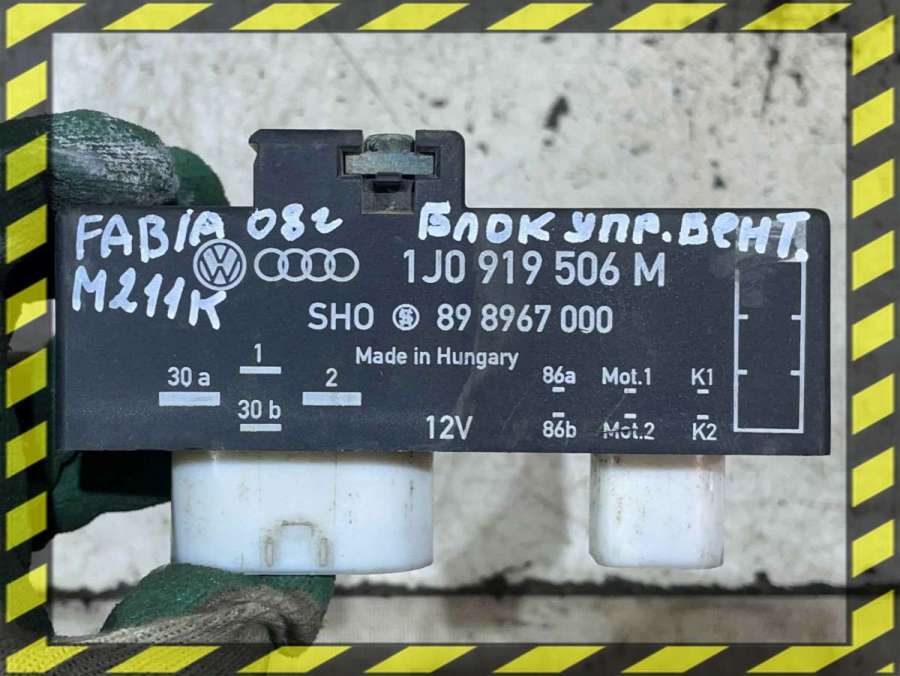 FABIA 08г БЛОК УПР. ВЕНТ.
M211K 1J0 919 506 M
SHO S 89 8967 000
Made in Hungary
30 a 1 2 86a Mot.1 K1
30 b 12V 86b Mot.2 K2